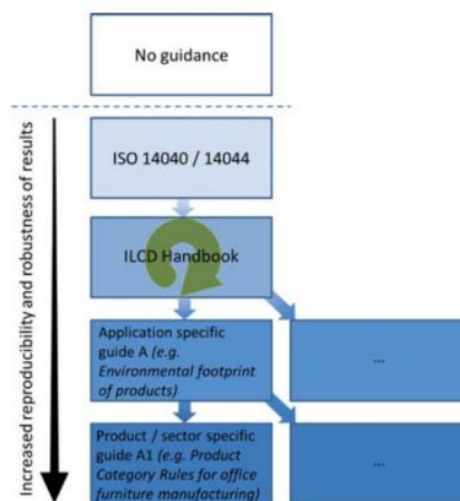 No guidance
Increased reproducibility and robustness of results
ISO 14040 / 14044
ILCD Handbook
Application specific
guide A (e.g.
Environmental footprint
of products)
...
Product / sector specific
guide A1 (e.g. Product
Category Rules for office
furniture manufacturing)
...